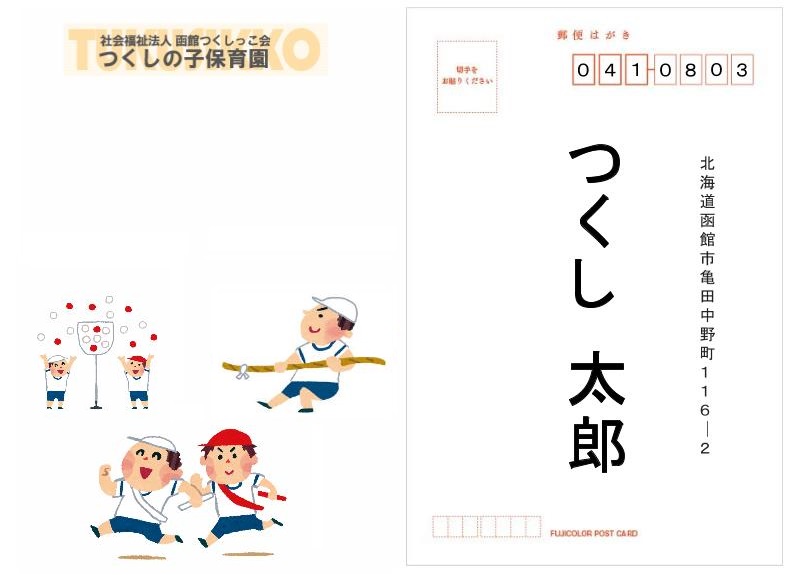 TUKUSIKKO
社会福祉法人 函館つくしっこ会
つくしの子保育園
郵便はがき
切手を
お貼りください
041-0803
北海道函館市亀田中野町116―2
つくし 太郎
FUJICOLOR POST CARD